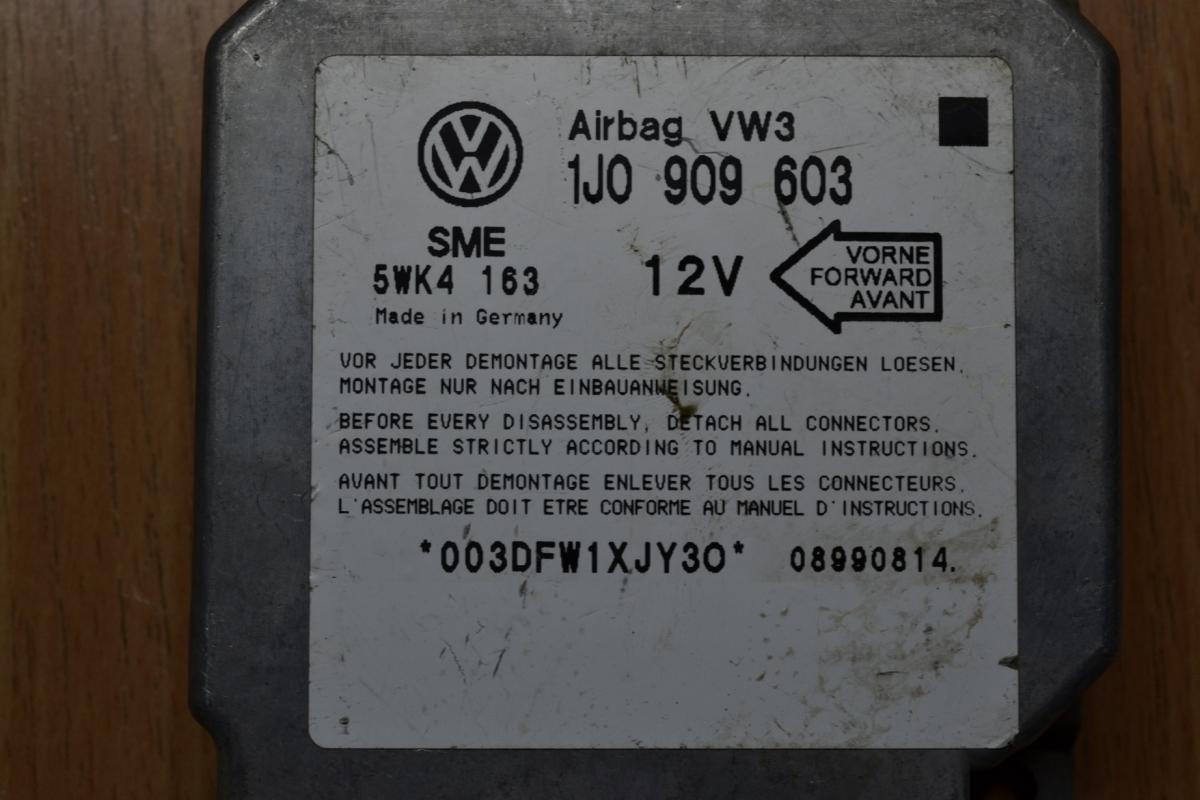 Airbag VW3
1J0 909 603
SME
5WK4 163
Made in Germany
12V
VORNE
FORWARD
AVANT
VOR JEDER DEMONTAGE ALLE STECKVERBINDUNGEN LOESEN.
MONTAGE NUR NACH EINBAUANWEISUNG.
BEFORE EVERY DISASSEMBLY, DETACH ALL CONNECTORS.
ASSEMBLE STRICTLY ACCORDING TO MANUAL INSTRUCTIONS.
AVANT TOUT DEMONTAGE ENLEVER TOUS LES CONNECTEURS.
L'ASSEMBLAGE DOIT ETRE CONFORME AU MANUEL D'INSTRUCTIONS.
*003DFW1XJY3O* 08990814.